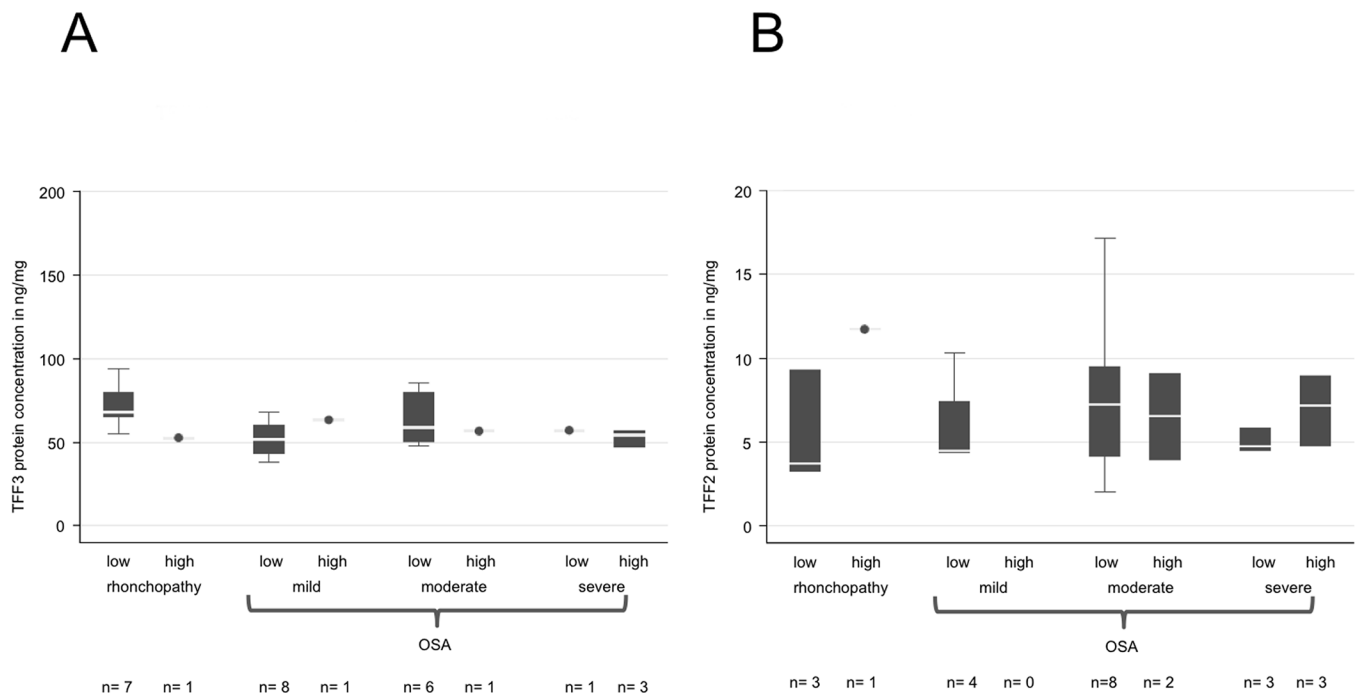 A
TFF3 protein concentration in ng/mg
200
150
100
50
0
low high low high low high low high
rhonchopathy mild moderate severe
OSA
n= 7 n= 1 n= 8 n= 1 n= 6 n= 1 n= 1 n= 3
B
TFF2 protein concentration in ng/mg
20
15
10
5
0
low high low high low high low high
rhonchopathy mild moderate severe
OSA
n= 3 n= 1 n= 4 n= 0 n=8 n= 2 n= 3 n= 3